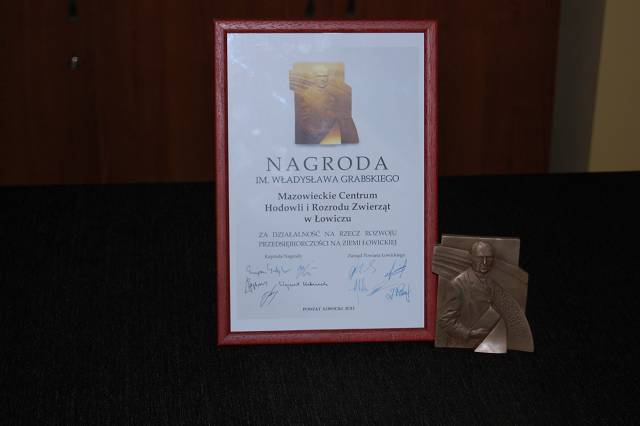 NAGRODA
IM. WŁADYSŁAWA GRABSKIEGO
Mazowieckie Centrum
Hodowli i Rozrodu Zwierząt
w Łowiczu
ZA DZIAŁALNOŚĆ NA RZECZ ROZWOJU
PRZEDSIĘBIORCZOŚCI NA ZIEMI ŁOWICKIEJ
Kapituła Nagrody
Zarząd Powiatu Łowickiego
POWIAT ŁOWICKI